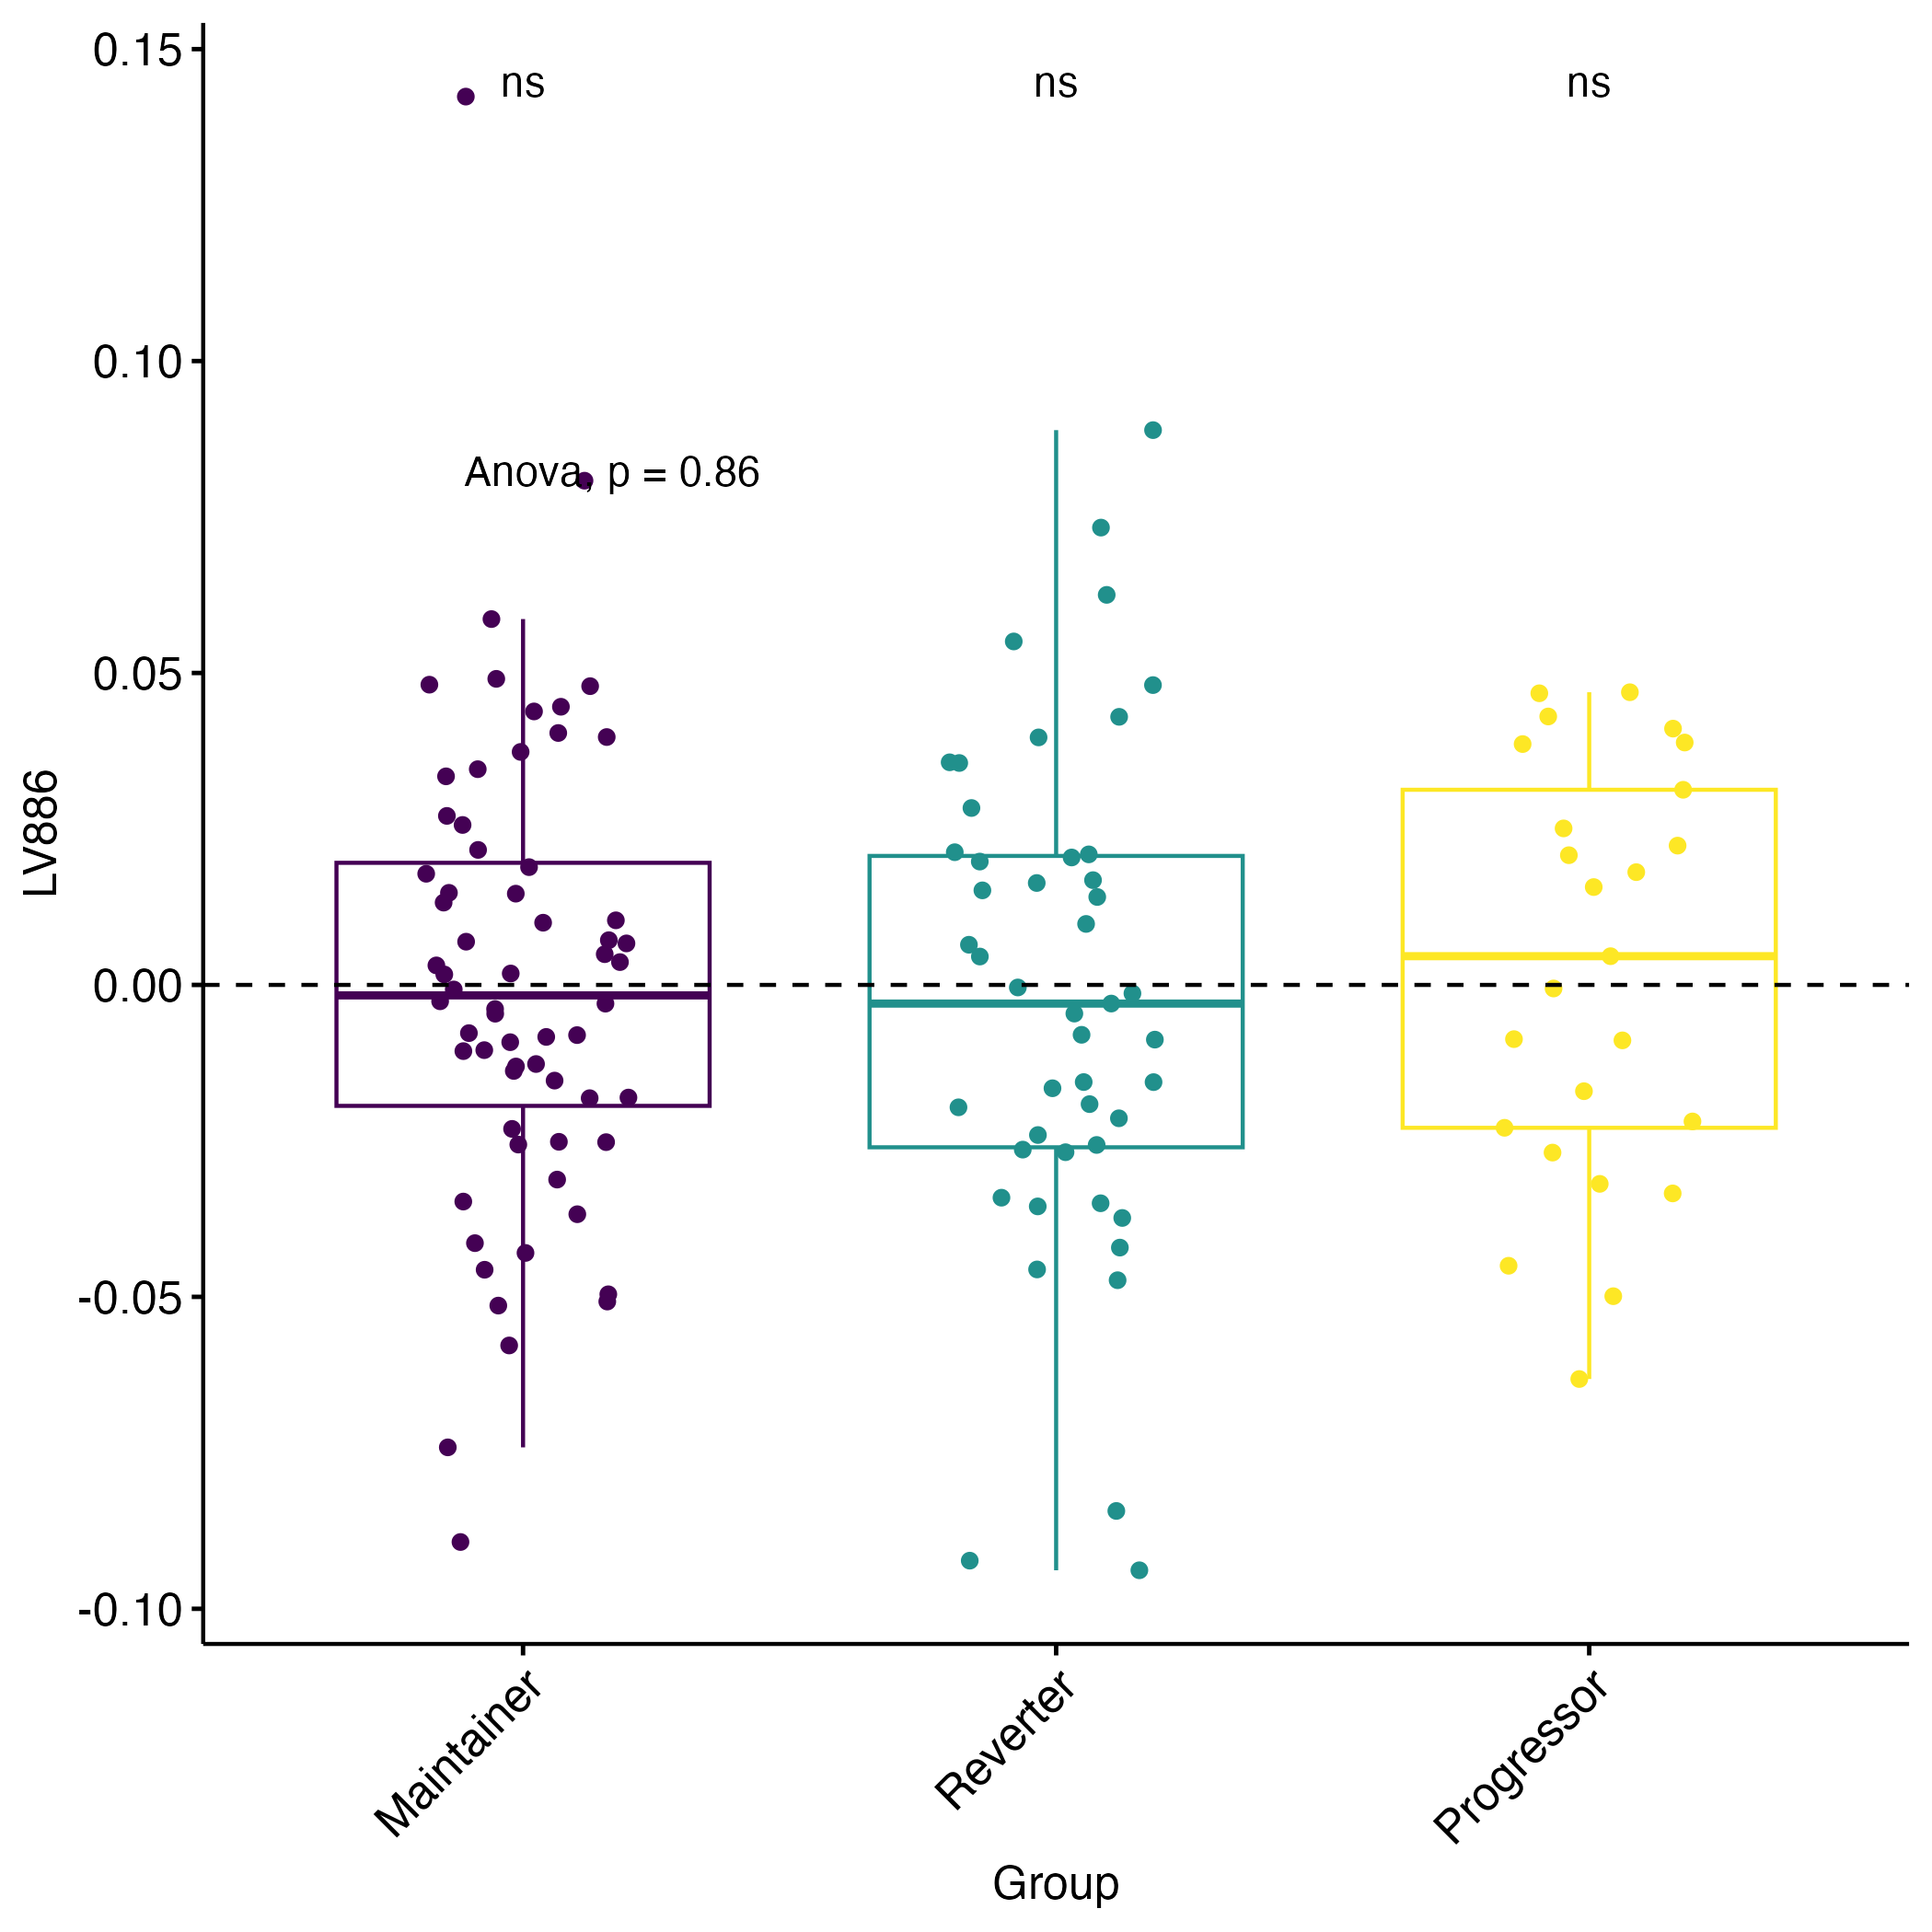 0.15
ns ns ns
0.10
Anova, p = 0.86
0.05
LV886
0.00
-0.05
-0.10
Maintainer
Reverter
Progressor
Group